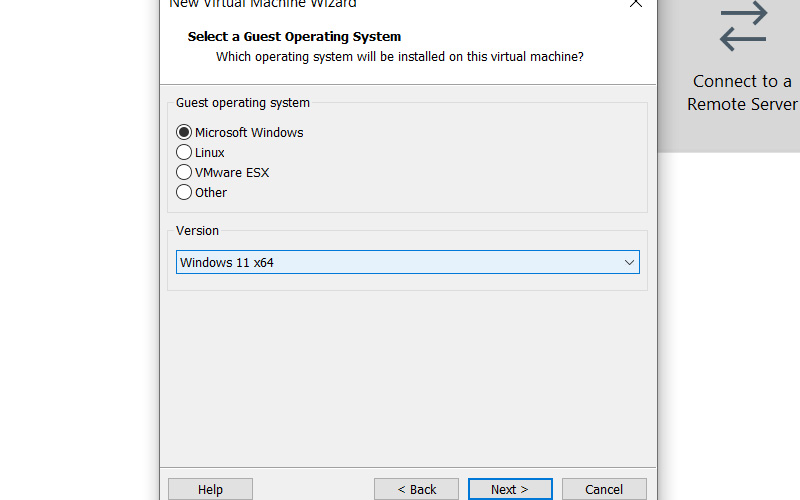 New Virtual Machine Wizard
Select a Guest Operating System
Which operating system will be installed on this virtual machine?
Connect to a
Remote Server
Guest operating system
Microsoft Windows
Linux
VMware ESX
Other
Version
Windows 11 x64
Help
< Back
Next >
Cancel